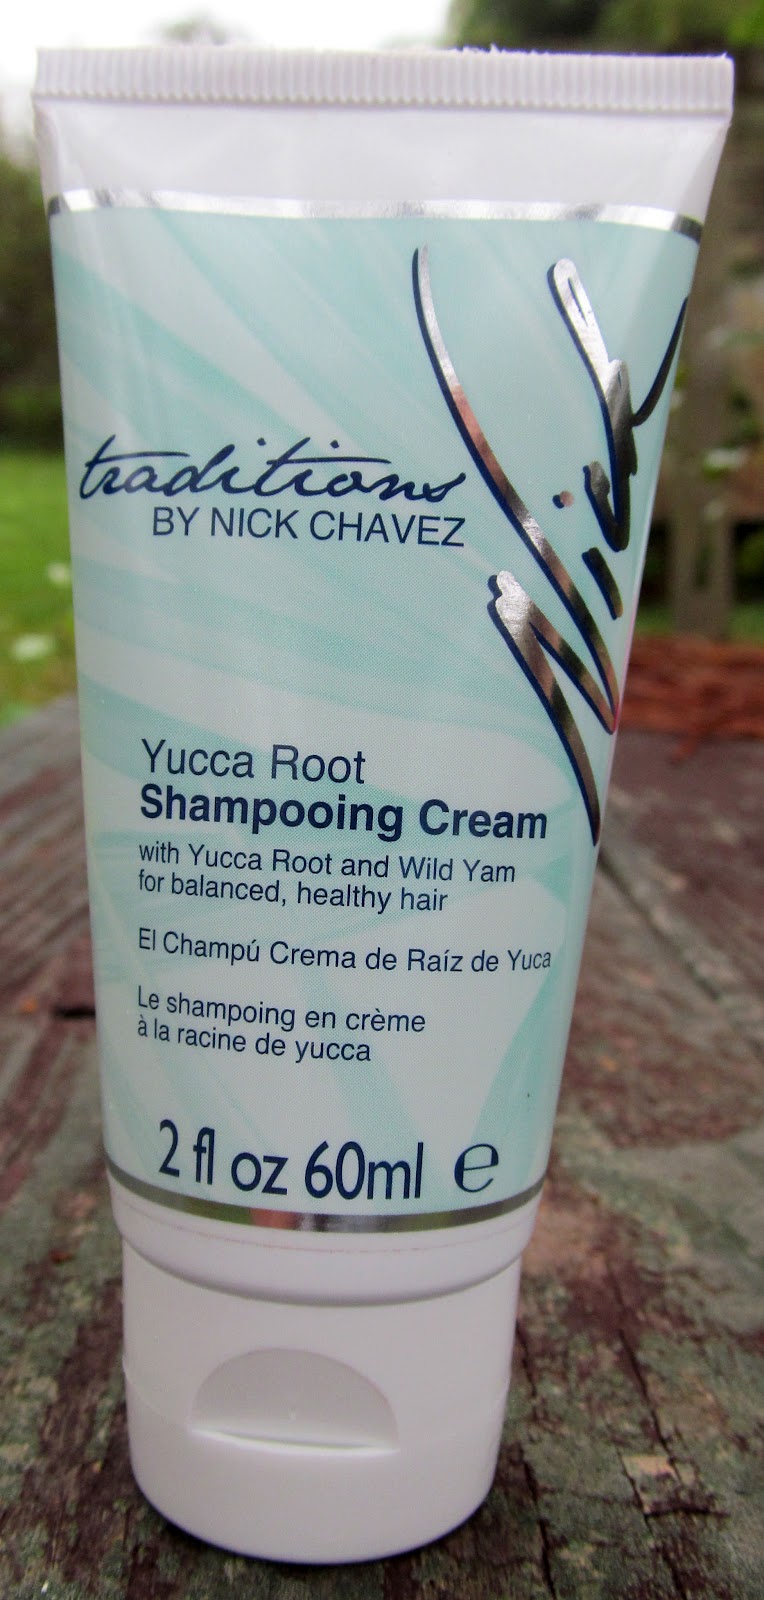 Nick
traditions
BY NICK CHAVEZ
Yucca Root
Shampooing Cream
with Yucca Root and Wild Yam
for balanced, healthy hair
El Champú Crema de Raíz de Yuca
Le shampoing en crème
à la racine de yucca
2 fl oz 60ml ℮